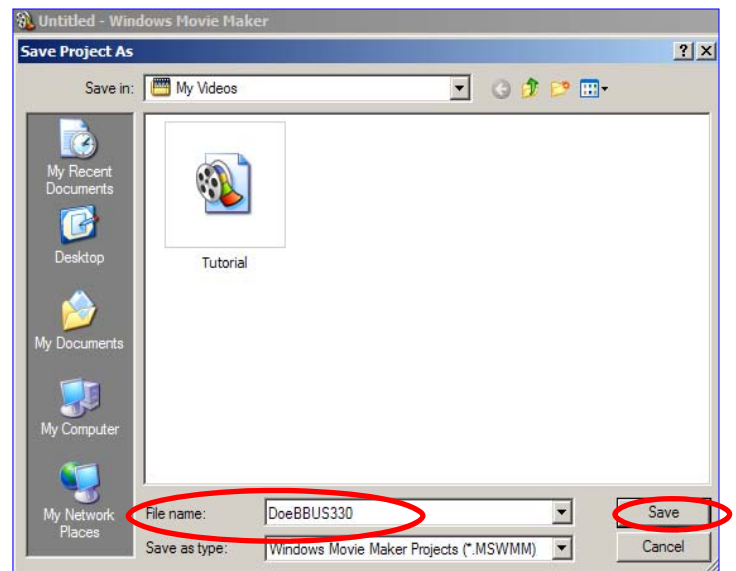 Untitled - Windows Movie Maker
Save Project As
Save in: My Videos
My Recent
Documents
Desktop
My Documents
My Computer
My Network
Places
Tutorial
File name: DoeBBUS330 Save
Save as type: Windows Movie Maker Projects (*.MSWMM) Cancel